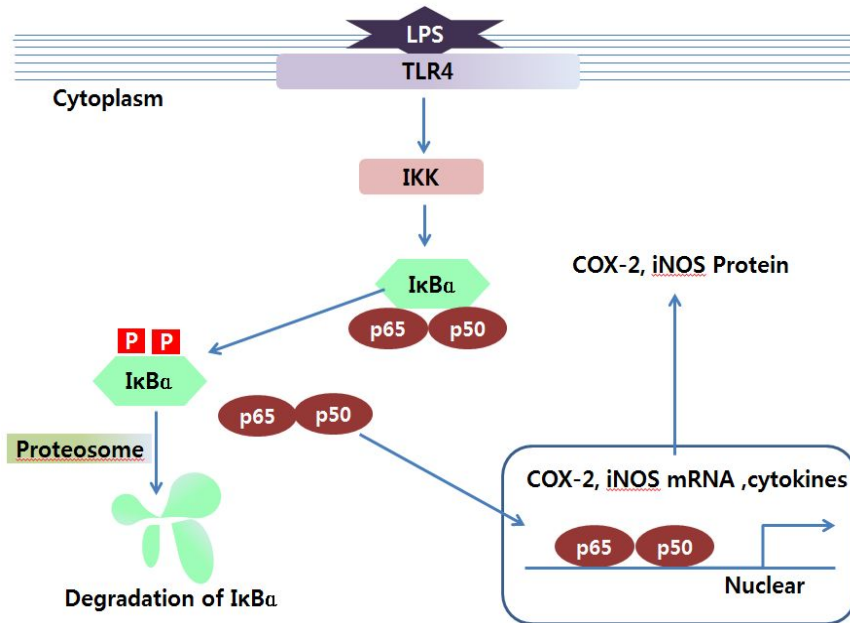 LPS
TLR4
Cytoplasm
IKK
IκBα
p65 p50
COX-2, iNOS Protein
P P
IκBα
p65 p50
Proteosome
COX-2, iNOS mRNA ,cytokines
p65 p50
Nuclear
Degradation of IκBα